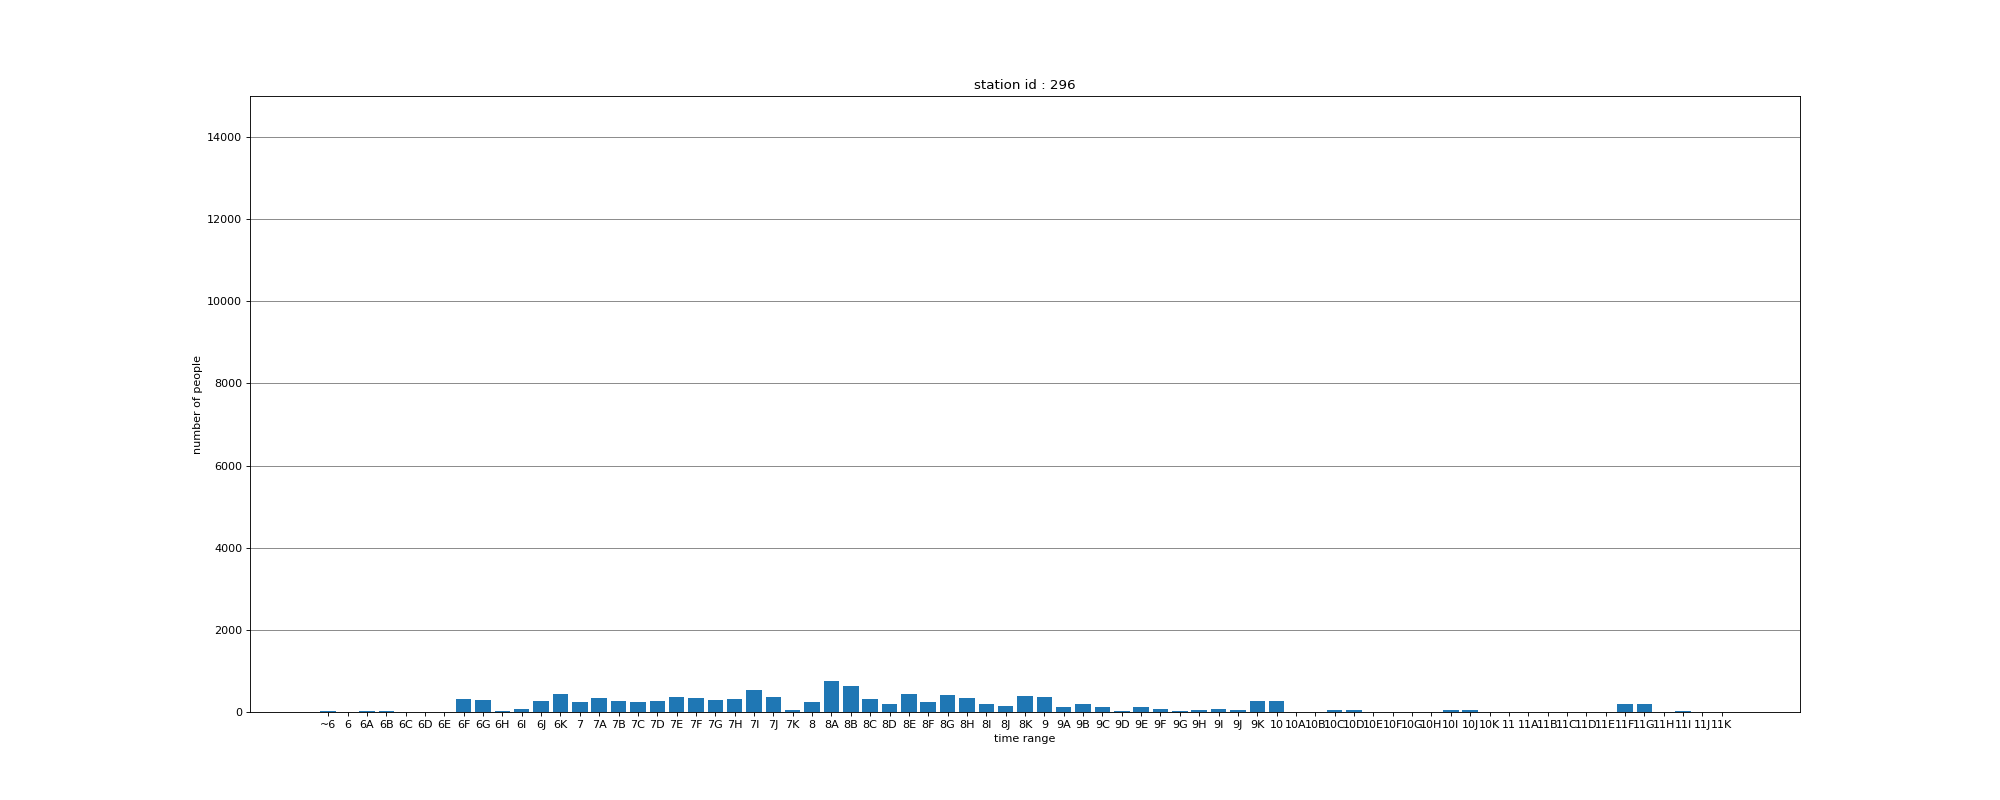 station id : 296
14000
12000
10000
8000
6000
4000
2000
0
number of people
~6 6 6A 6B 6C 6D 6E 6F 6G 6H 6I 6J 6K 7 7A 7B 7C 7D 7E 7F 7G 7H 7I 7J 7K 8 8A 8B 8C 8D 8E 8F 8G 8H 8I 8J 8K 9 9A 9B 9C 9D 9E 9F 9G 9H 9I 9J 9K 10 10A 10B 10C 10D 10E 10F 10G 10H 10I 10J 10K 11 11A 11B 11C 11D 11E 11F 11G 11H 11I 11J 11K
time range